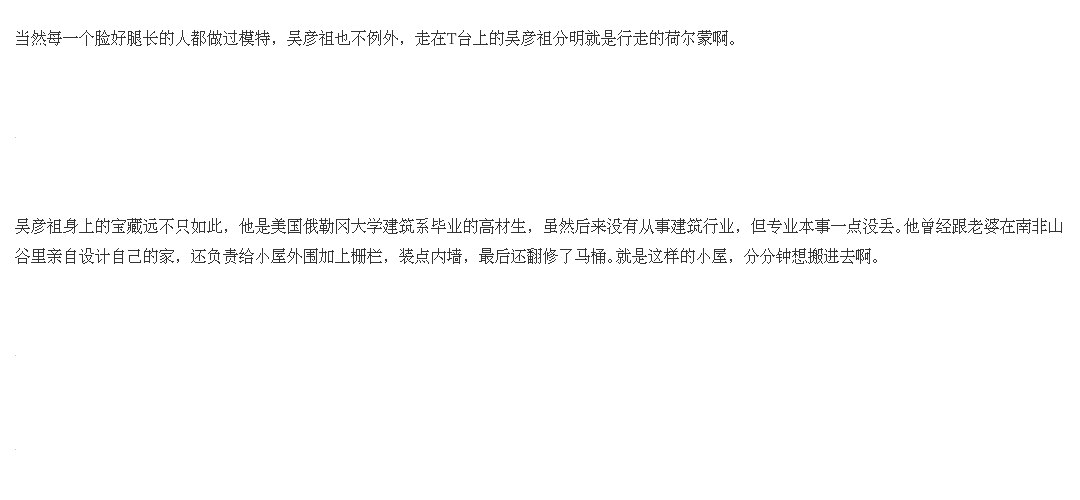 当然每一个脸好腿长的人都做过模特，吴彦祖也不例外，走在T台上的吴彦祖分明就是行走的荷尔蒙啊。
吴彦祖身上的宝藏远不只如此，他是美国俄勒冈大学建筑系毕业的高材生，虽然后来没有从事建筑行业，但专业本事一点没丢。他曾经跟老婆在南非山
谷里亲自设计自己的家，还负责给小屋外围加上栅栏，装点内墙，最后还翻修了马桶。就是这样的小屋，分分钟想搬进去啊。